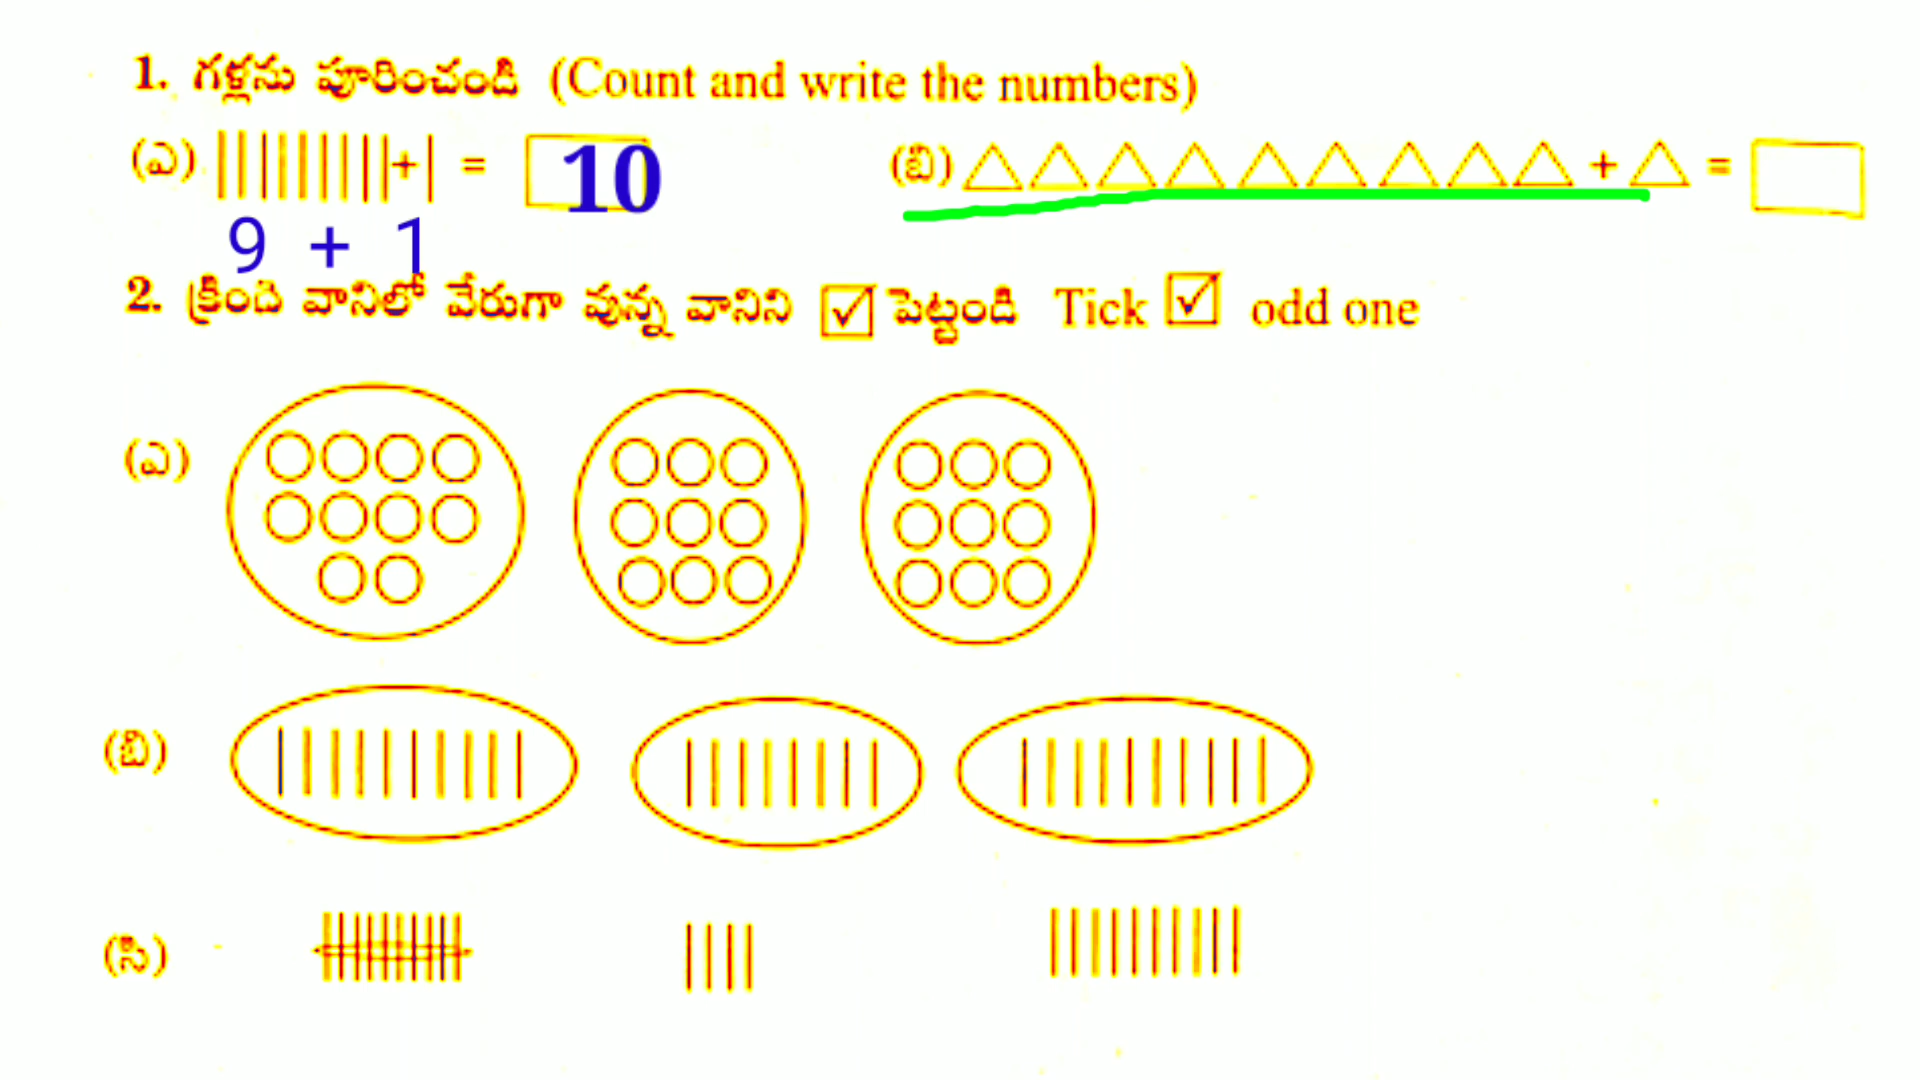 1. గళ్లను పూరించండి (Count and write the numbers)
(ఎ) + = 10 (బి) + =
9 + 1
2. క్రింది వానిలో వేరుగా వున్న వానిని ☑ పెట్టండి Tick ☑ odd one
(ఎ)
(బి)
(సి)